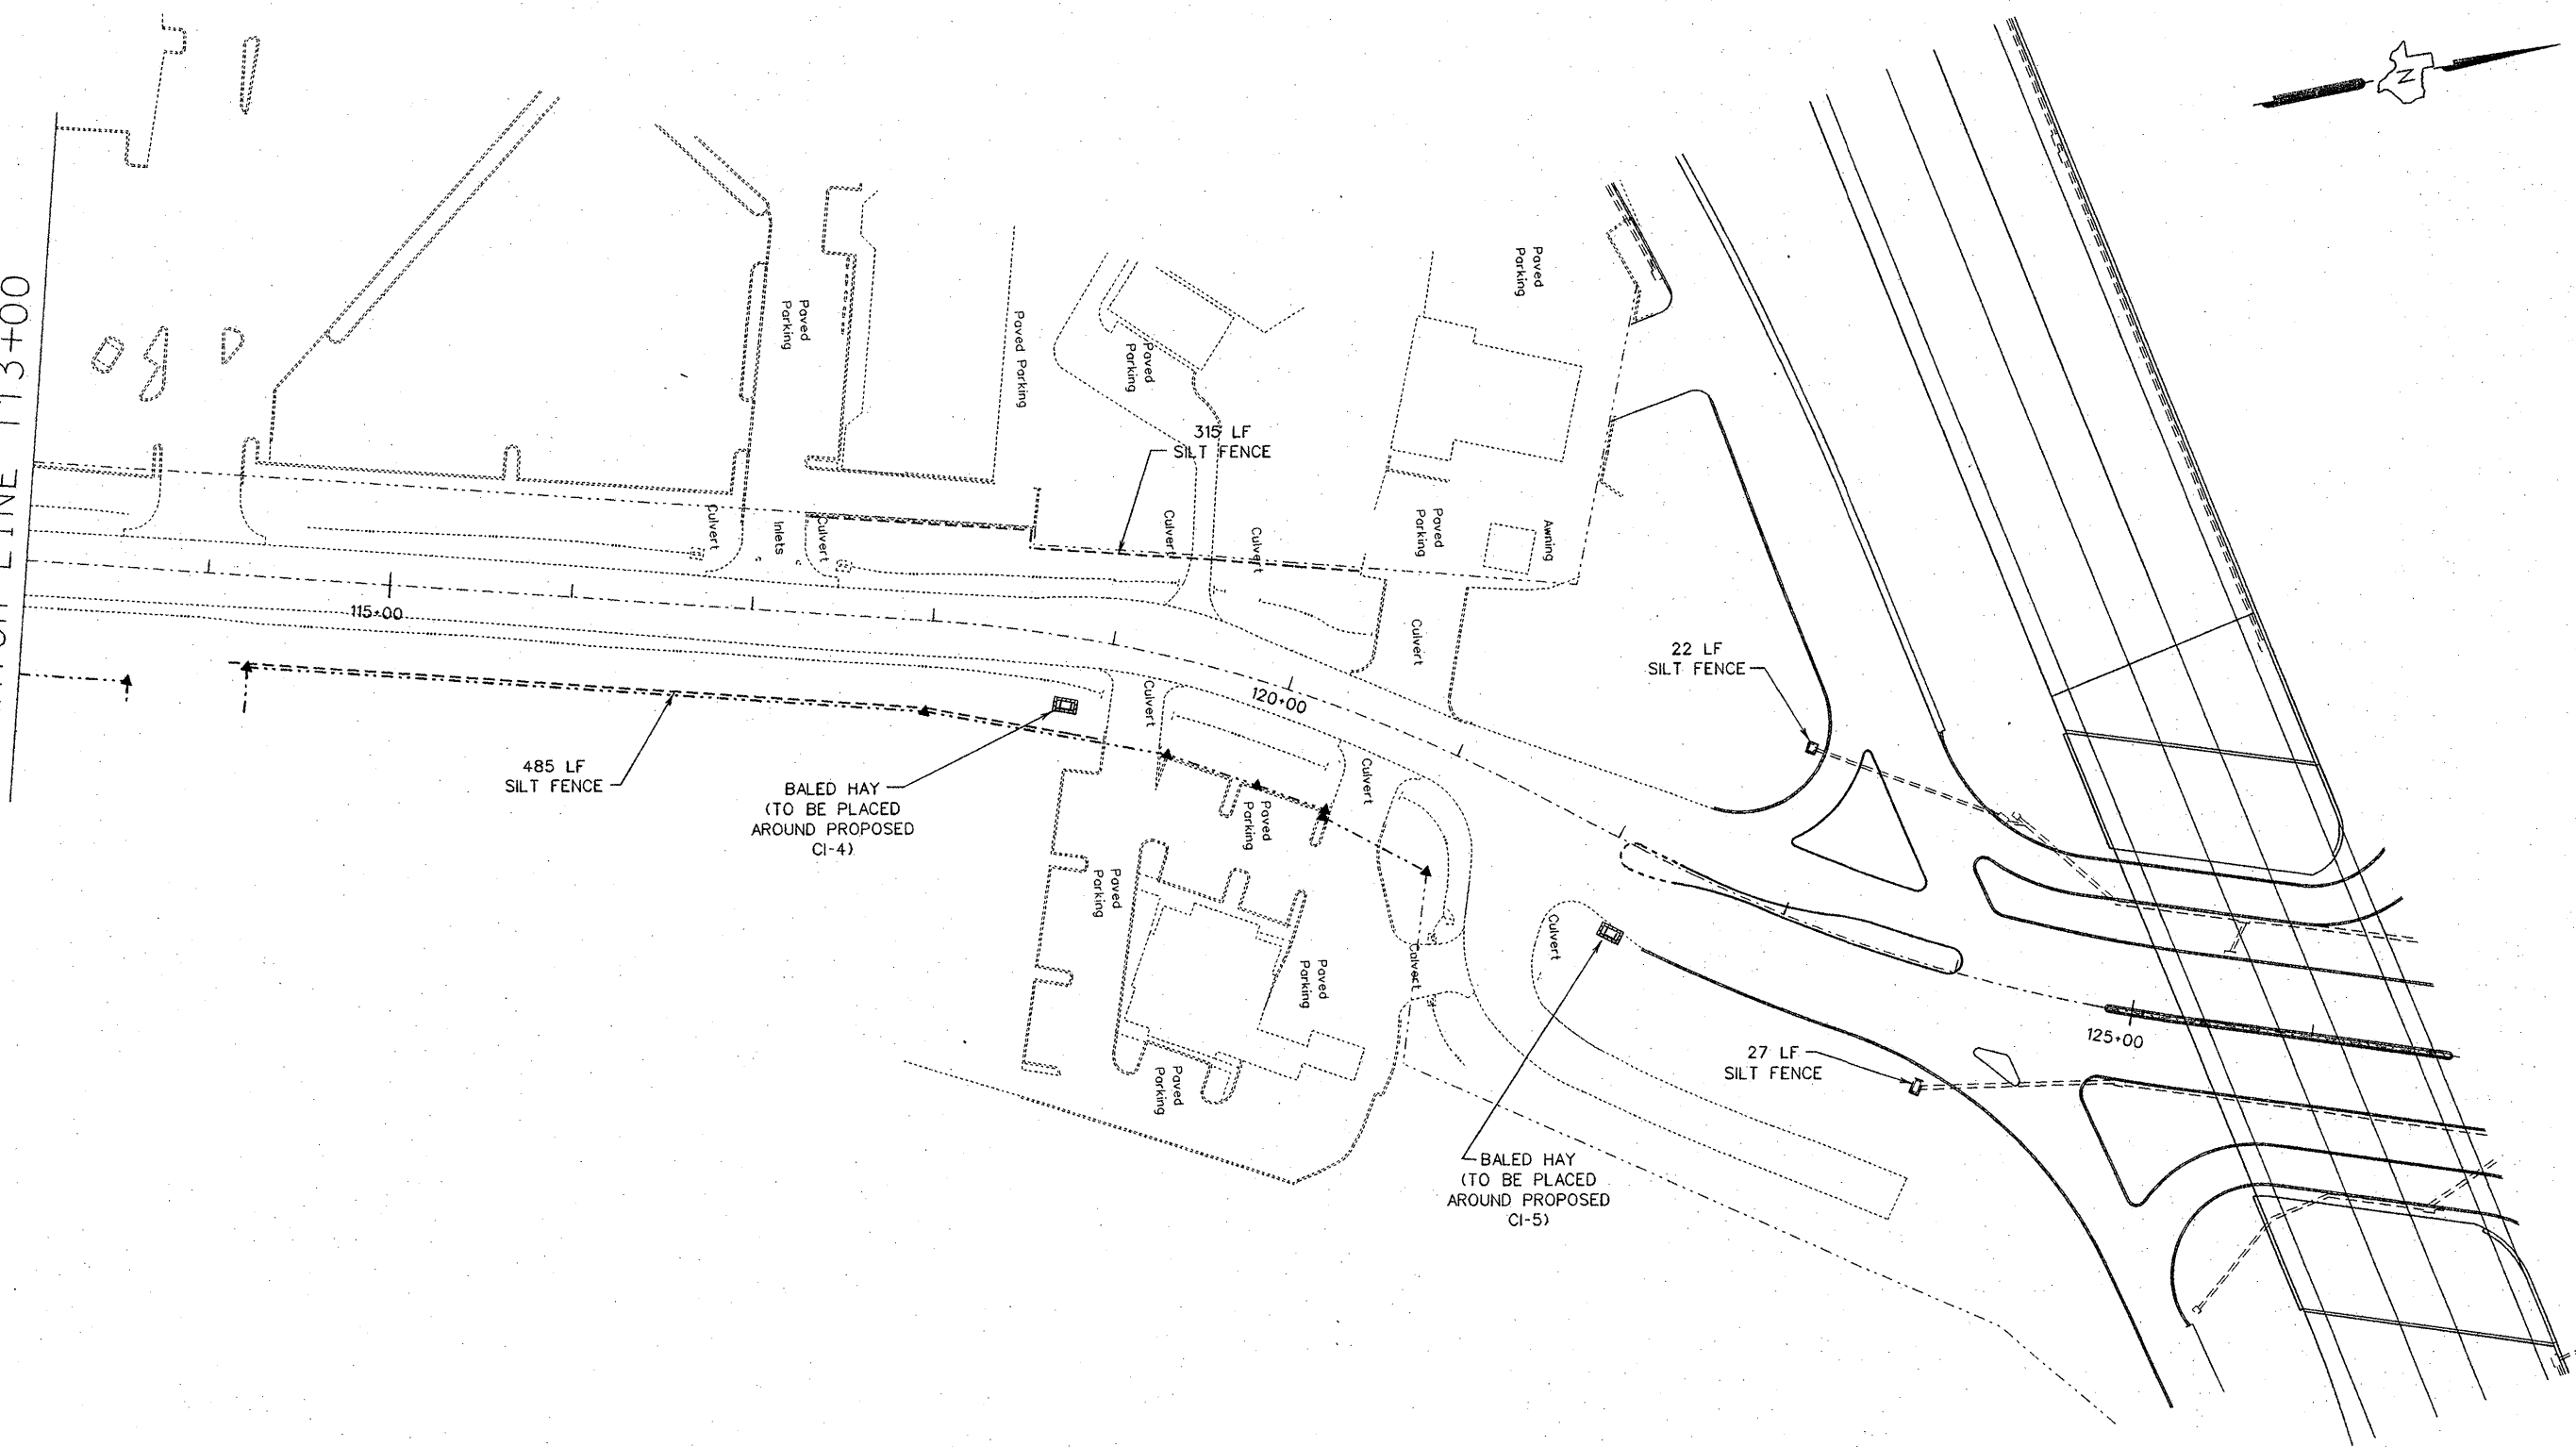 N
LINE 113+00
Paved
Parking
Paved Parking
Paved
Parking
Paved
Parking
315 LF
SILT FENCE
Culvert
Inlets
Culvert
Culvert
Culvert
Paved
Parking
Awning
115+00
Culvert
22 LF
SILT FENCE
Culvert
120+00
485 LF
SILT FENCE
BALED HAY
(TO BE PLACED
AROUND PROPOSED
CI-4)
Culvert
Paved
Parking
Paved
Parking
Culvert
Culvert
Paved
Parking
125+00
27 LF
SILT FENCE
Paved
Parking
BALED HAY
(TO BE PLACED
AROUND PROPOSED
CI-5)